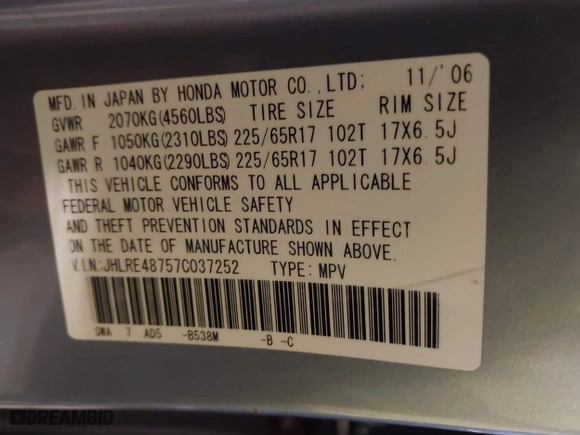 MFD. IN JAPAN BY HONDA MOTOR CO.,LTD; 11/'06
GVWR 2070KG(4560LBS) TIRE SIZE RIM SIZE
GAWR F 1050KG(2310LBS) 225/65R17 102T 17X6.5J
GAWR R 1040KG(2290LBS) 225/65R17 102T 17X6.5J
THIS VEHICLE CONFORMS TO ALL APPLICABLE
FEDERAL MOTOR VEHICLE SAFETY
AND THEFT PREVENTION STANDARDS IN EFFECT
ON THE DATE OF MANUFACTURE SHOWN ABOVE.
V.I.N:JHLRE48757C037252 TYPE: MPV
SWA 7 AD5 -B538M -B -C
DREAMBID